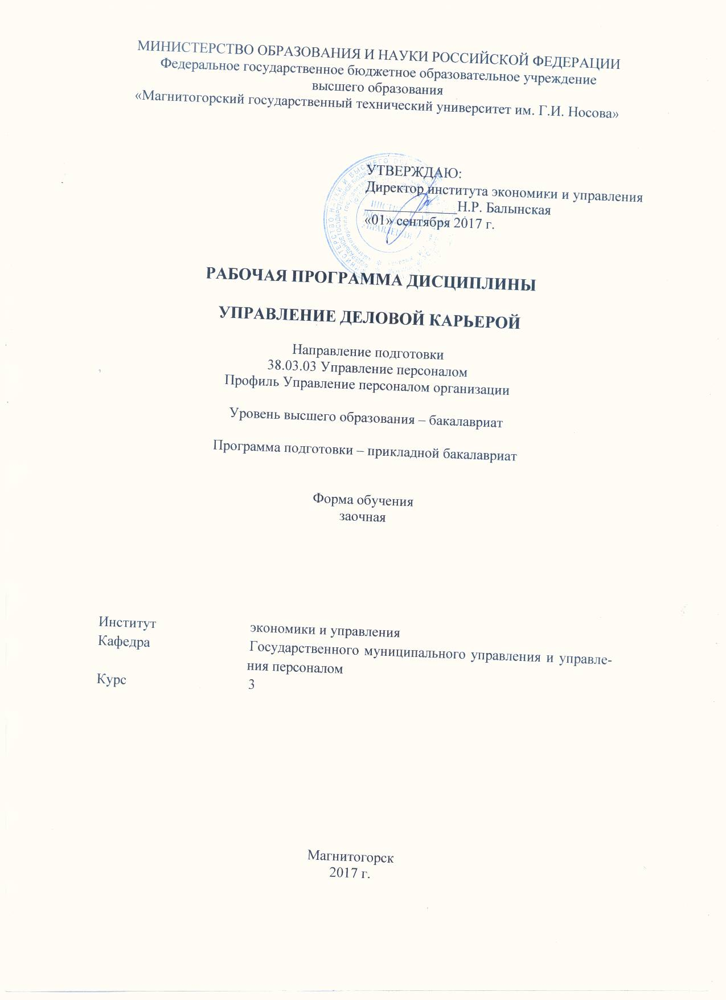 МИНИСТЕРСТВО ОБРАЗОВАНИЯ И НАУКИ РОССИЙСКОЙ ФЕДЕРАЦИИ
Федеральное государственное бюджетное образовательное учреждение
высшего образования
«Магнитогорский государственный технический университет им. Г.И. Носова»
УТВЕРЖДАЮ:
Директор института экономики и управления
____________Н.Р. Балынская
«01» сентября 2017 г.
РАБОЧАЯ ПРОГРАММА ДИСЦИПЛИНЫ
УПРАВЛЕНИЕ ДЕЛОВОЙ КАРЬЕРОЙ
Направление подготовки
38.03.03 Управление персоналом
Профиль Управление персоналом организации
Уровень высшего образования – бакалавриат
Программа подготовки – прикладной бакалавриат
Форма обучения
заочная
Институт экономики и управления
Кафедра Государственного муниципального управления и управле-
ния персоналом
Курс 3
Магнитогорск
2017 г.